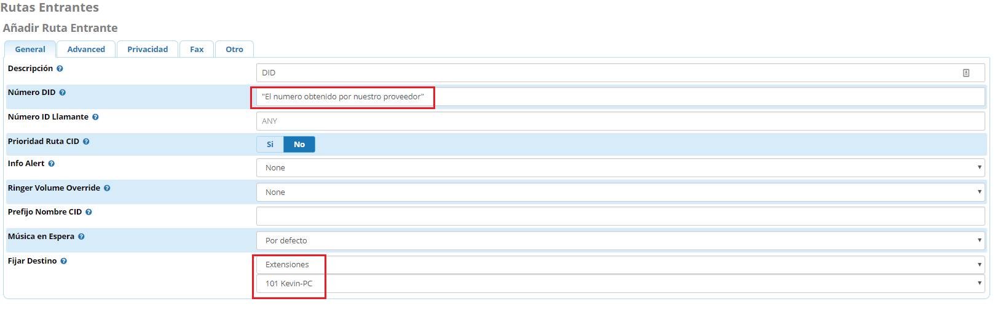 Rutas Entrantes
Añadir Ruta Entrante
General Advanced Privacidad Fax Otro
Descripción DID
Número DID "El numero obtenido por nuestro proveedor"
Número ID Llamante ANY
Prioridad Ruta CID Si No
Info Alert None
Ringer Volume Override None
Prefijo Nombre CID
Música en Espera Por defecto
Fijar Destino Extensiones
101 Kevin-PC